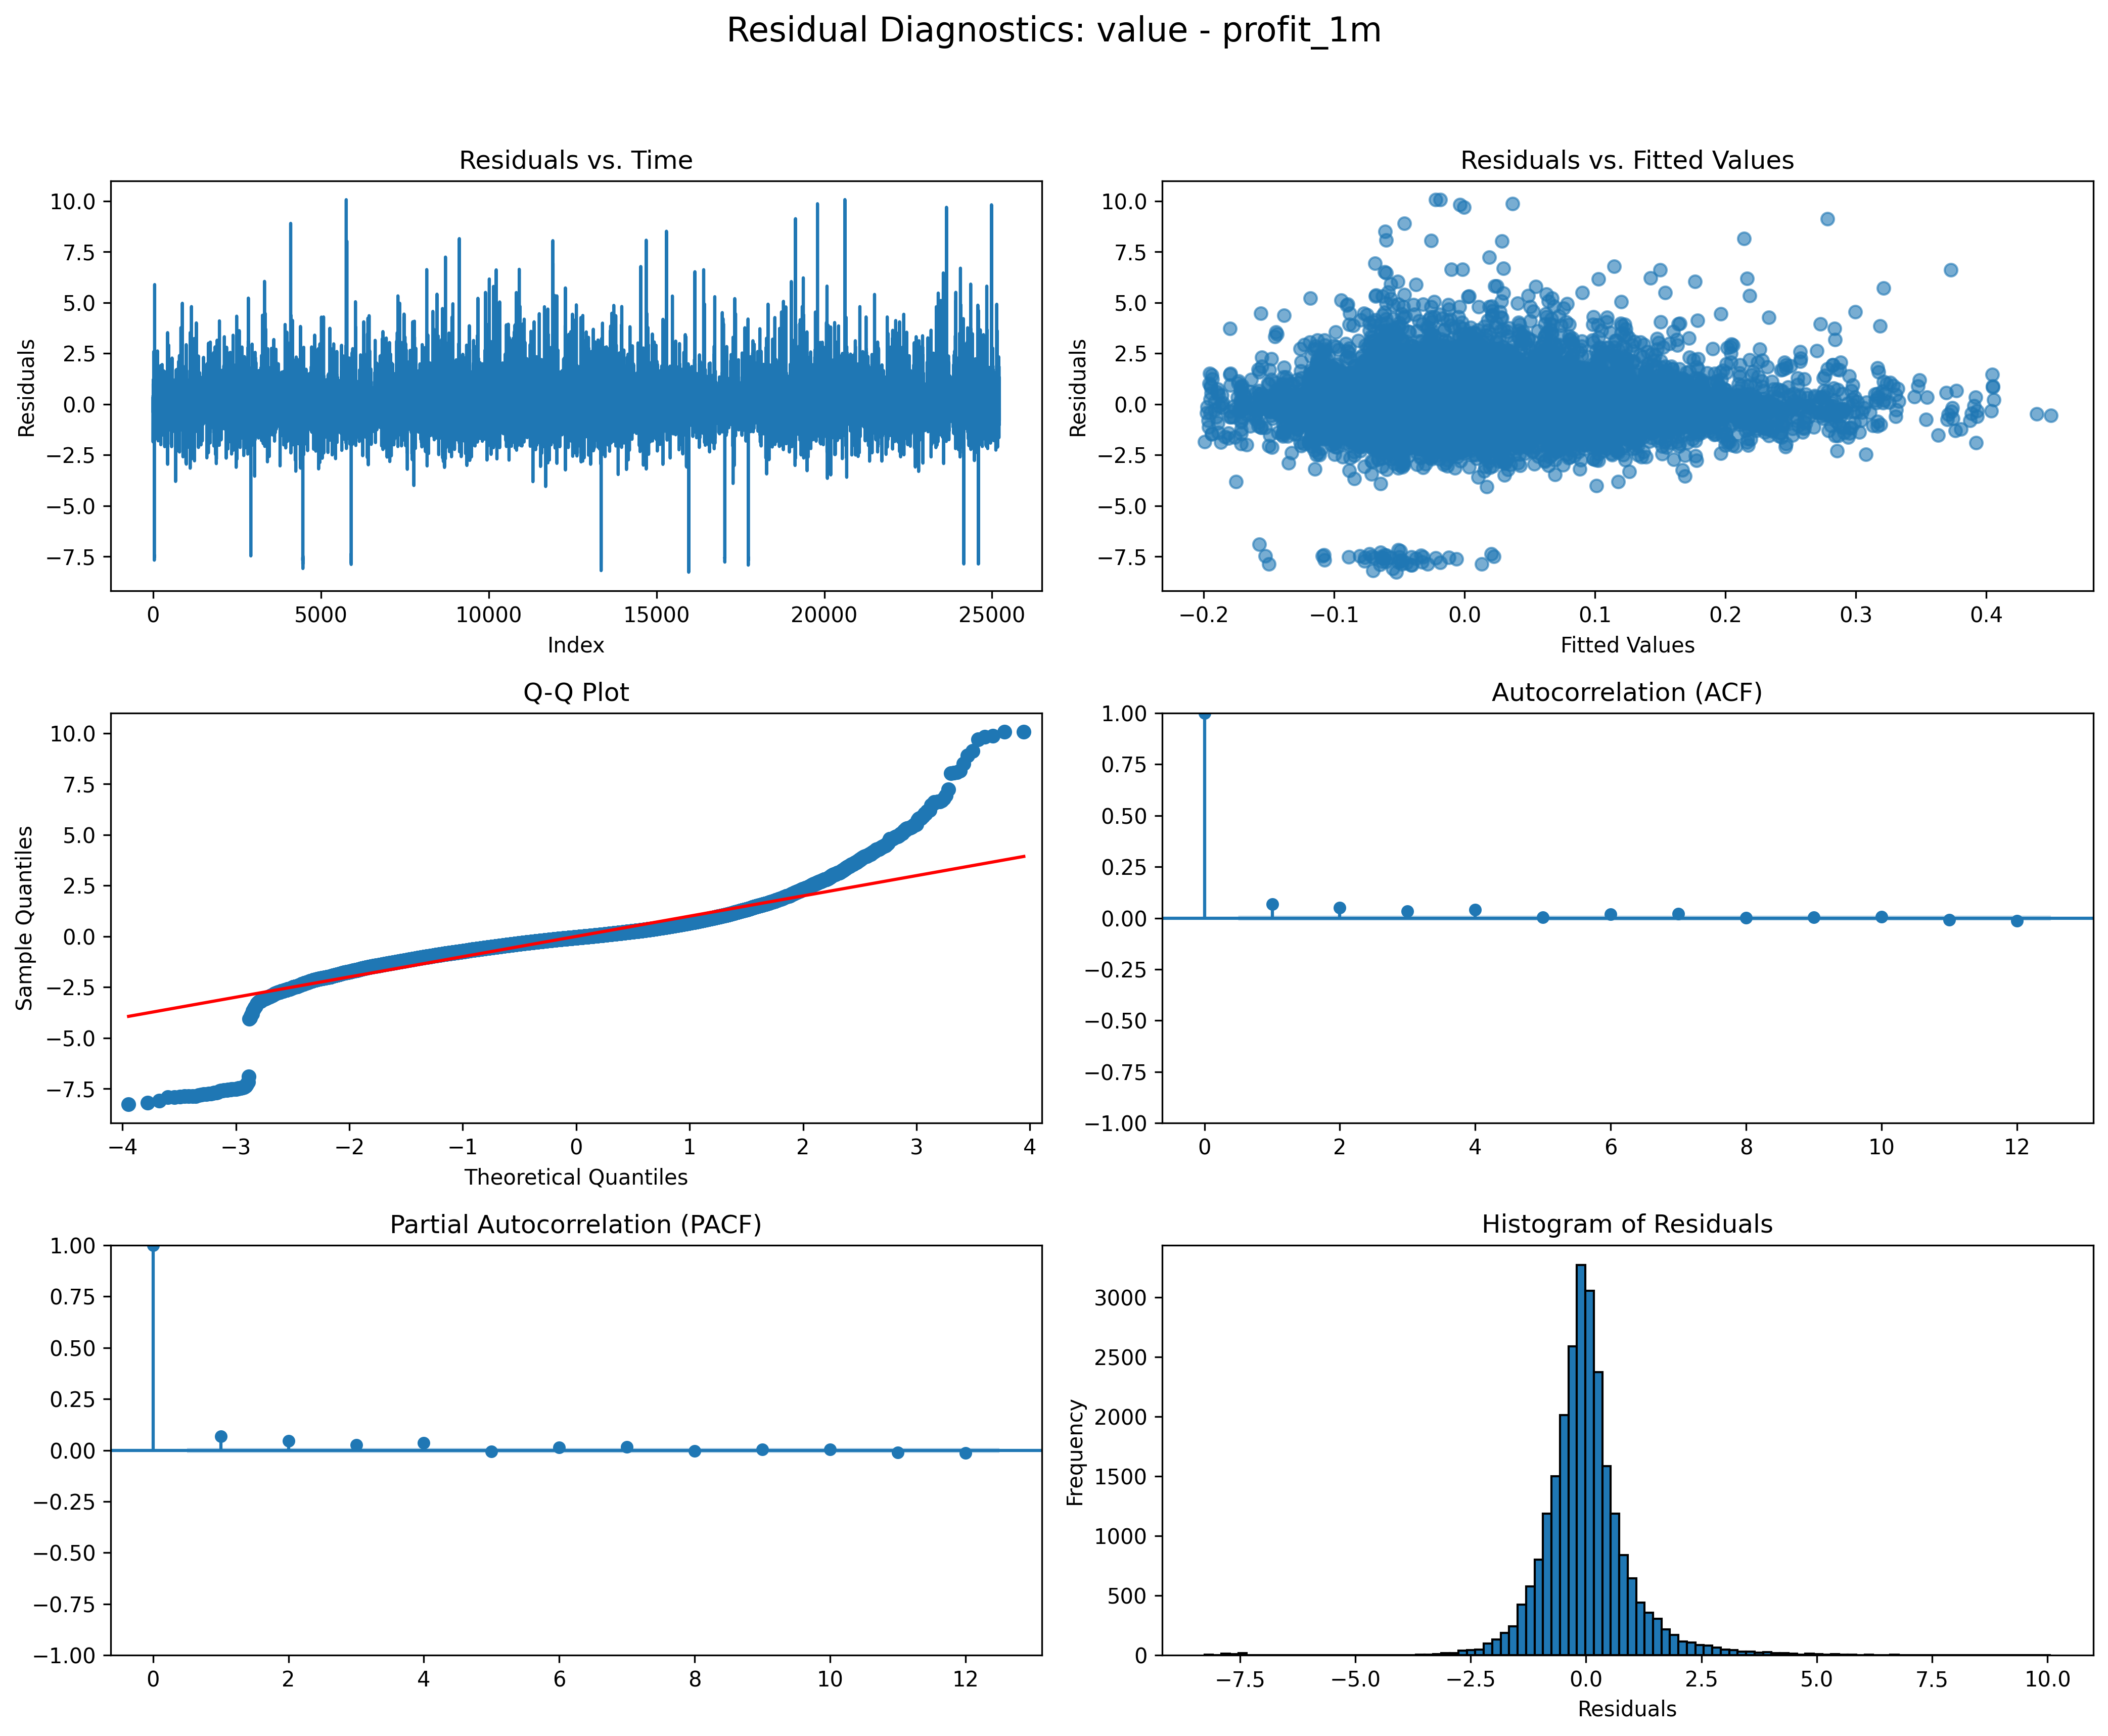 Residual Diagnostics: value - profit_1m
Residuals vs. Time
Residuals
10.0
7.5
5.0
2.5
0.0
−2.5
−5.0
−7.5
0 5000 10000 15000 20000 25000
Index
Residuals vs. Fitted Values
Residuals
10.0
7.5
5.0
2.5
0.0
−2.5
−5.0
−7.5
−0.2 −0.1 0.0 0.1 0.2 0.3 0.4
Fitted Values
Q-Q Plot
Sample Quantiles
10.0
7.5
5.0
2.5
0.0
−2.5
−5.0
−7.5
−4 −3 −2 −1 0 1 2 3 4
Theoretical Quantiles
Autocorrelation (ACF)
1.00
0.75
0.50
0.25
0.00
−0.25
−0.50
−0.75
−1.00
0 2 4 6 8 10 12
Partial Autocorrelation (PACF)
1.00
0.75
0.50
0.25
0.00
−0.25
−0.50
−0.75
−1.00
0 2 4 6 8 10 12
Histogram of Residuals
Frequency
3000
2500
2000
1500
1000
500
0
−7.5 −5.0 −2.5 0.0 2.5 5.0 7.5 10.0
Residuals